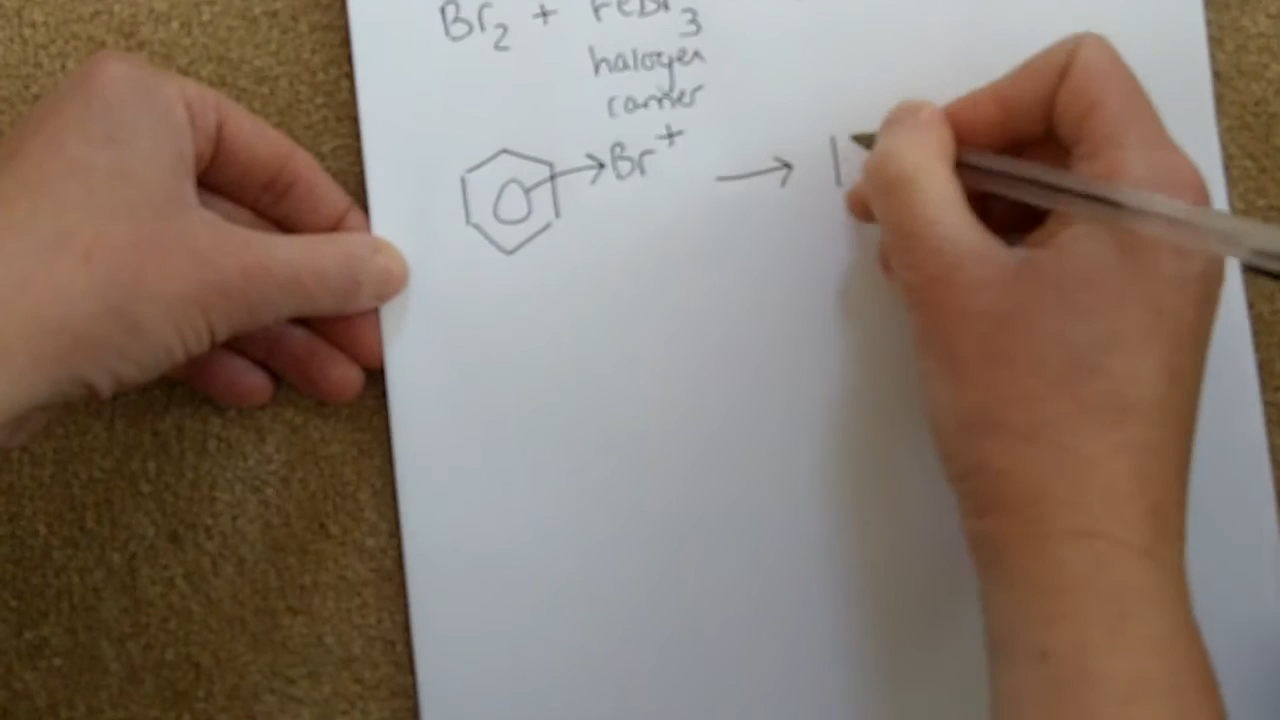 Br₂ + FeBr₃
halogen
carrier
Br⁺ →